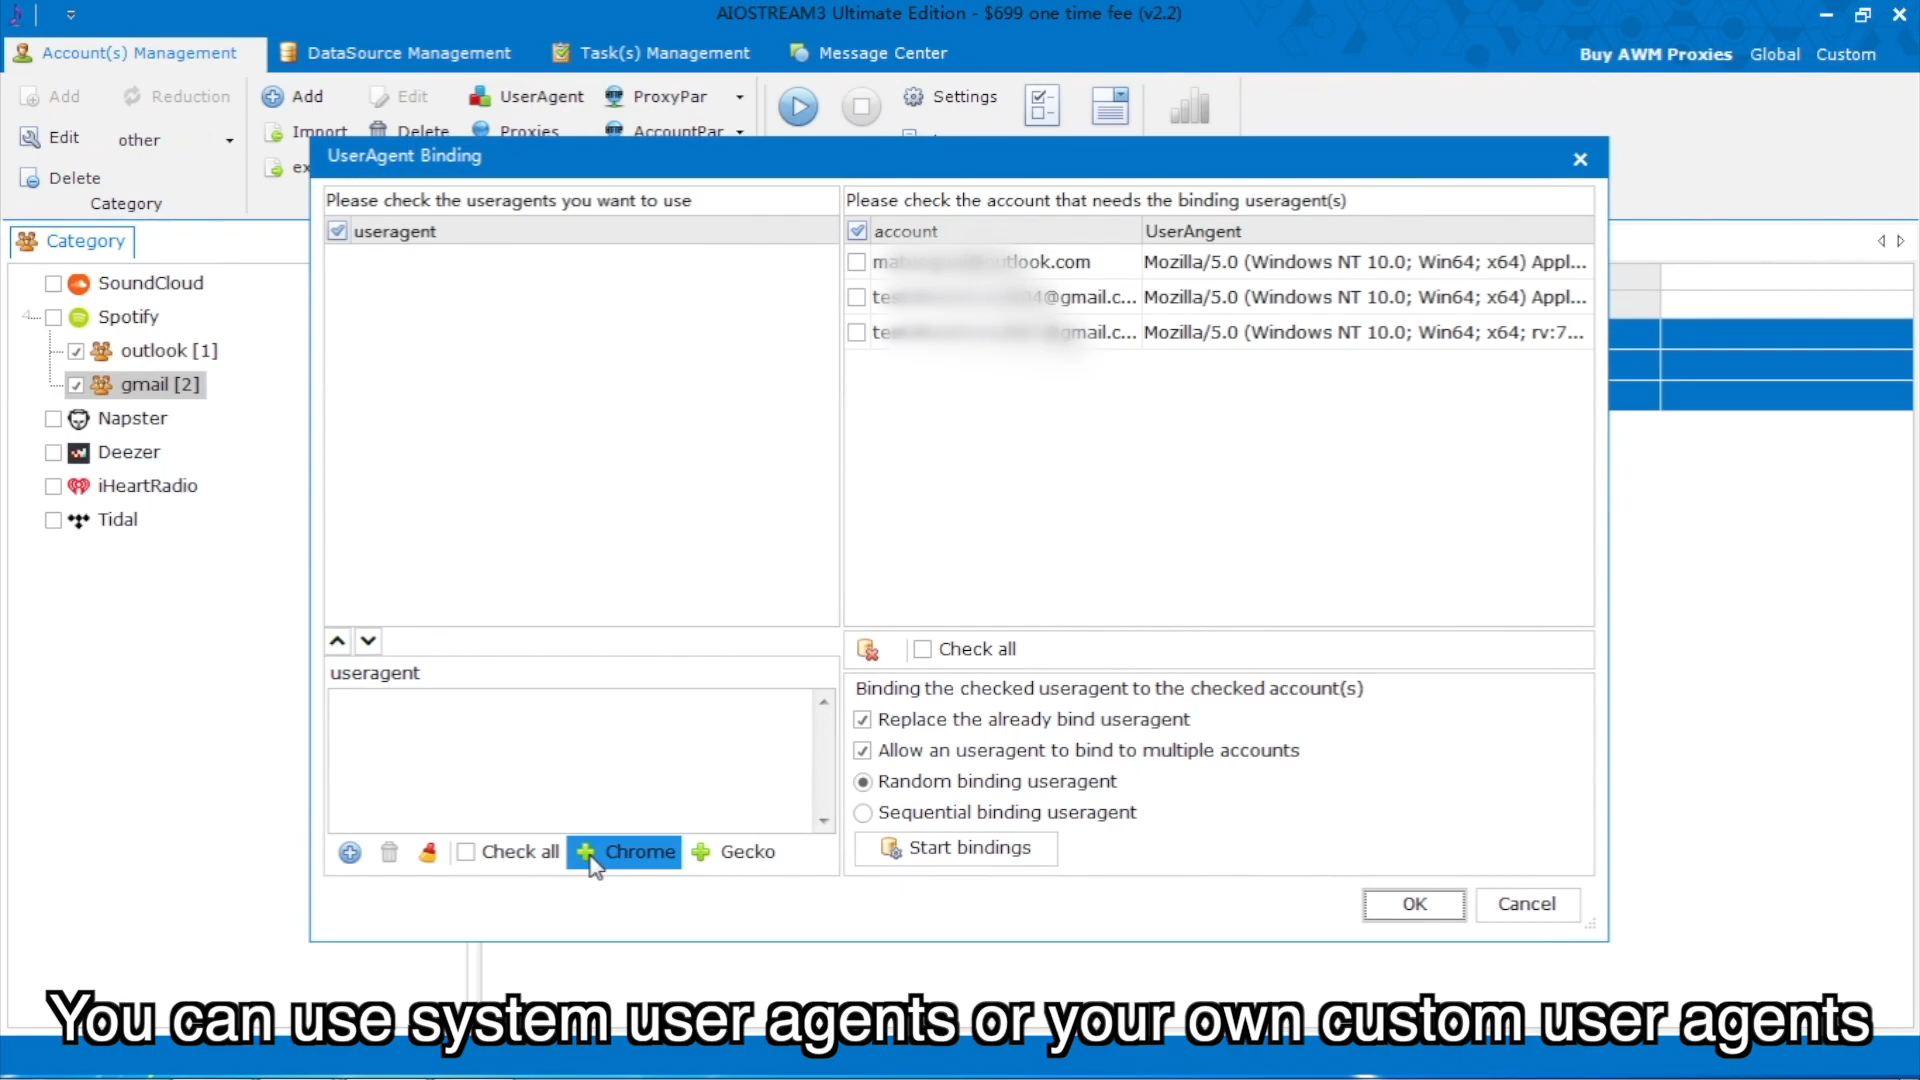 AIOSTREAM3 Ultimate Edition - $699 one time fee (v2.2)
Account(s) Management
DataSource Management
Task(s) Management
Message Center
Buy AWM Proxies
Global
Custom
Add
Reduction
Edit
other
Delete
Category
Add
Edit
UserAgent
ProxyPar
Settings
Import
Delete
Proxies
AccountPar
ex
UserAgent Binding
Please check the useragents you want to use
Please check the account that needs the binding useragent(s)
useragent
account
UserAngent
outlook.com
Mozilla/5.0 (Windows NT 10.0; Win64; x64) Appl...
@gmail.c...
Mozilla/5.0 (Windows NT 10.0; Win64; x64) Appl...
gmail.c...
Mozilla/5.0 (Windows NT 10.0; Win64; x64; rv:7...
Category
SoundCloud
Spotify
outlook [1]
gmail [2]
Napster
Deezer
iHeartRadio
Tidal
Check all
useragent
Binding the checked useragent to the checked account(s)
Replace the already bind useragent
Allow an useragent to bind to multiple accounts
Random binding useragent
Sequential binding useragent
Start bindings
Check all
Chrome
Gecko
OK
Cancel
You can use system user agents or your own custom user agents